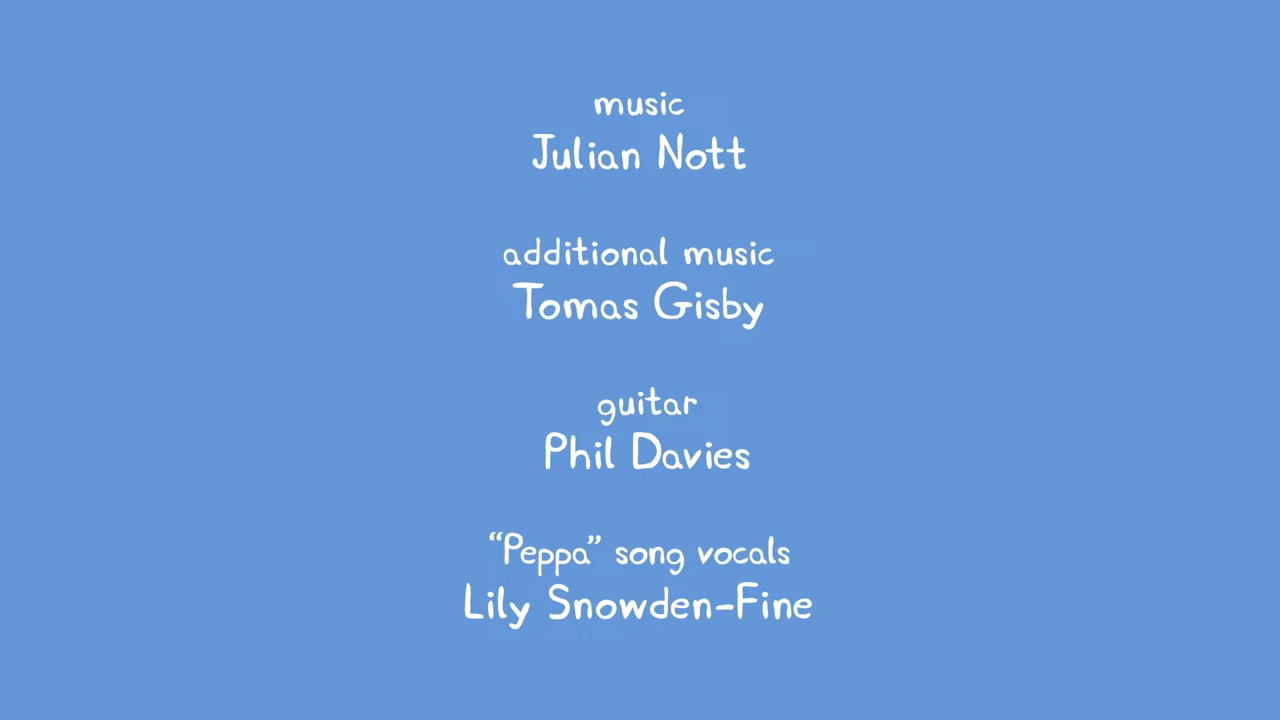 music
Julian Nott
additional music
Tomas Gisby
guitar
Phil Davies
“Peppa” song vocals
Lily Snowden-Fine